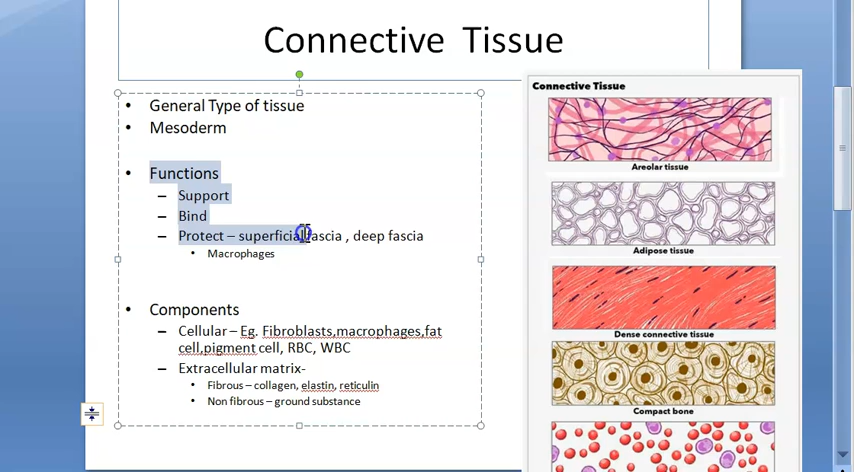 Connective Tissue
• General Type of tissue
• Mesoderm
• Functions
– Support
– Bind
– Protect – superficial fascia , deep fascia
• Macrophages
• Components
– Cellular – Eg. Fibroblasts,macrophages,fat
cell,pigment cell, RBC, WBC
– Extracellular matrix-
• Fibrous – collagen, elastin, reticulin
• Non fibrous – ground substance
Connective Tissue
Areolar tissue
Adipose tissue
Dense connective tissue
Compact bone